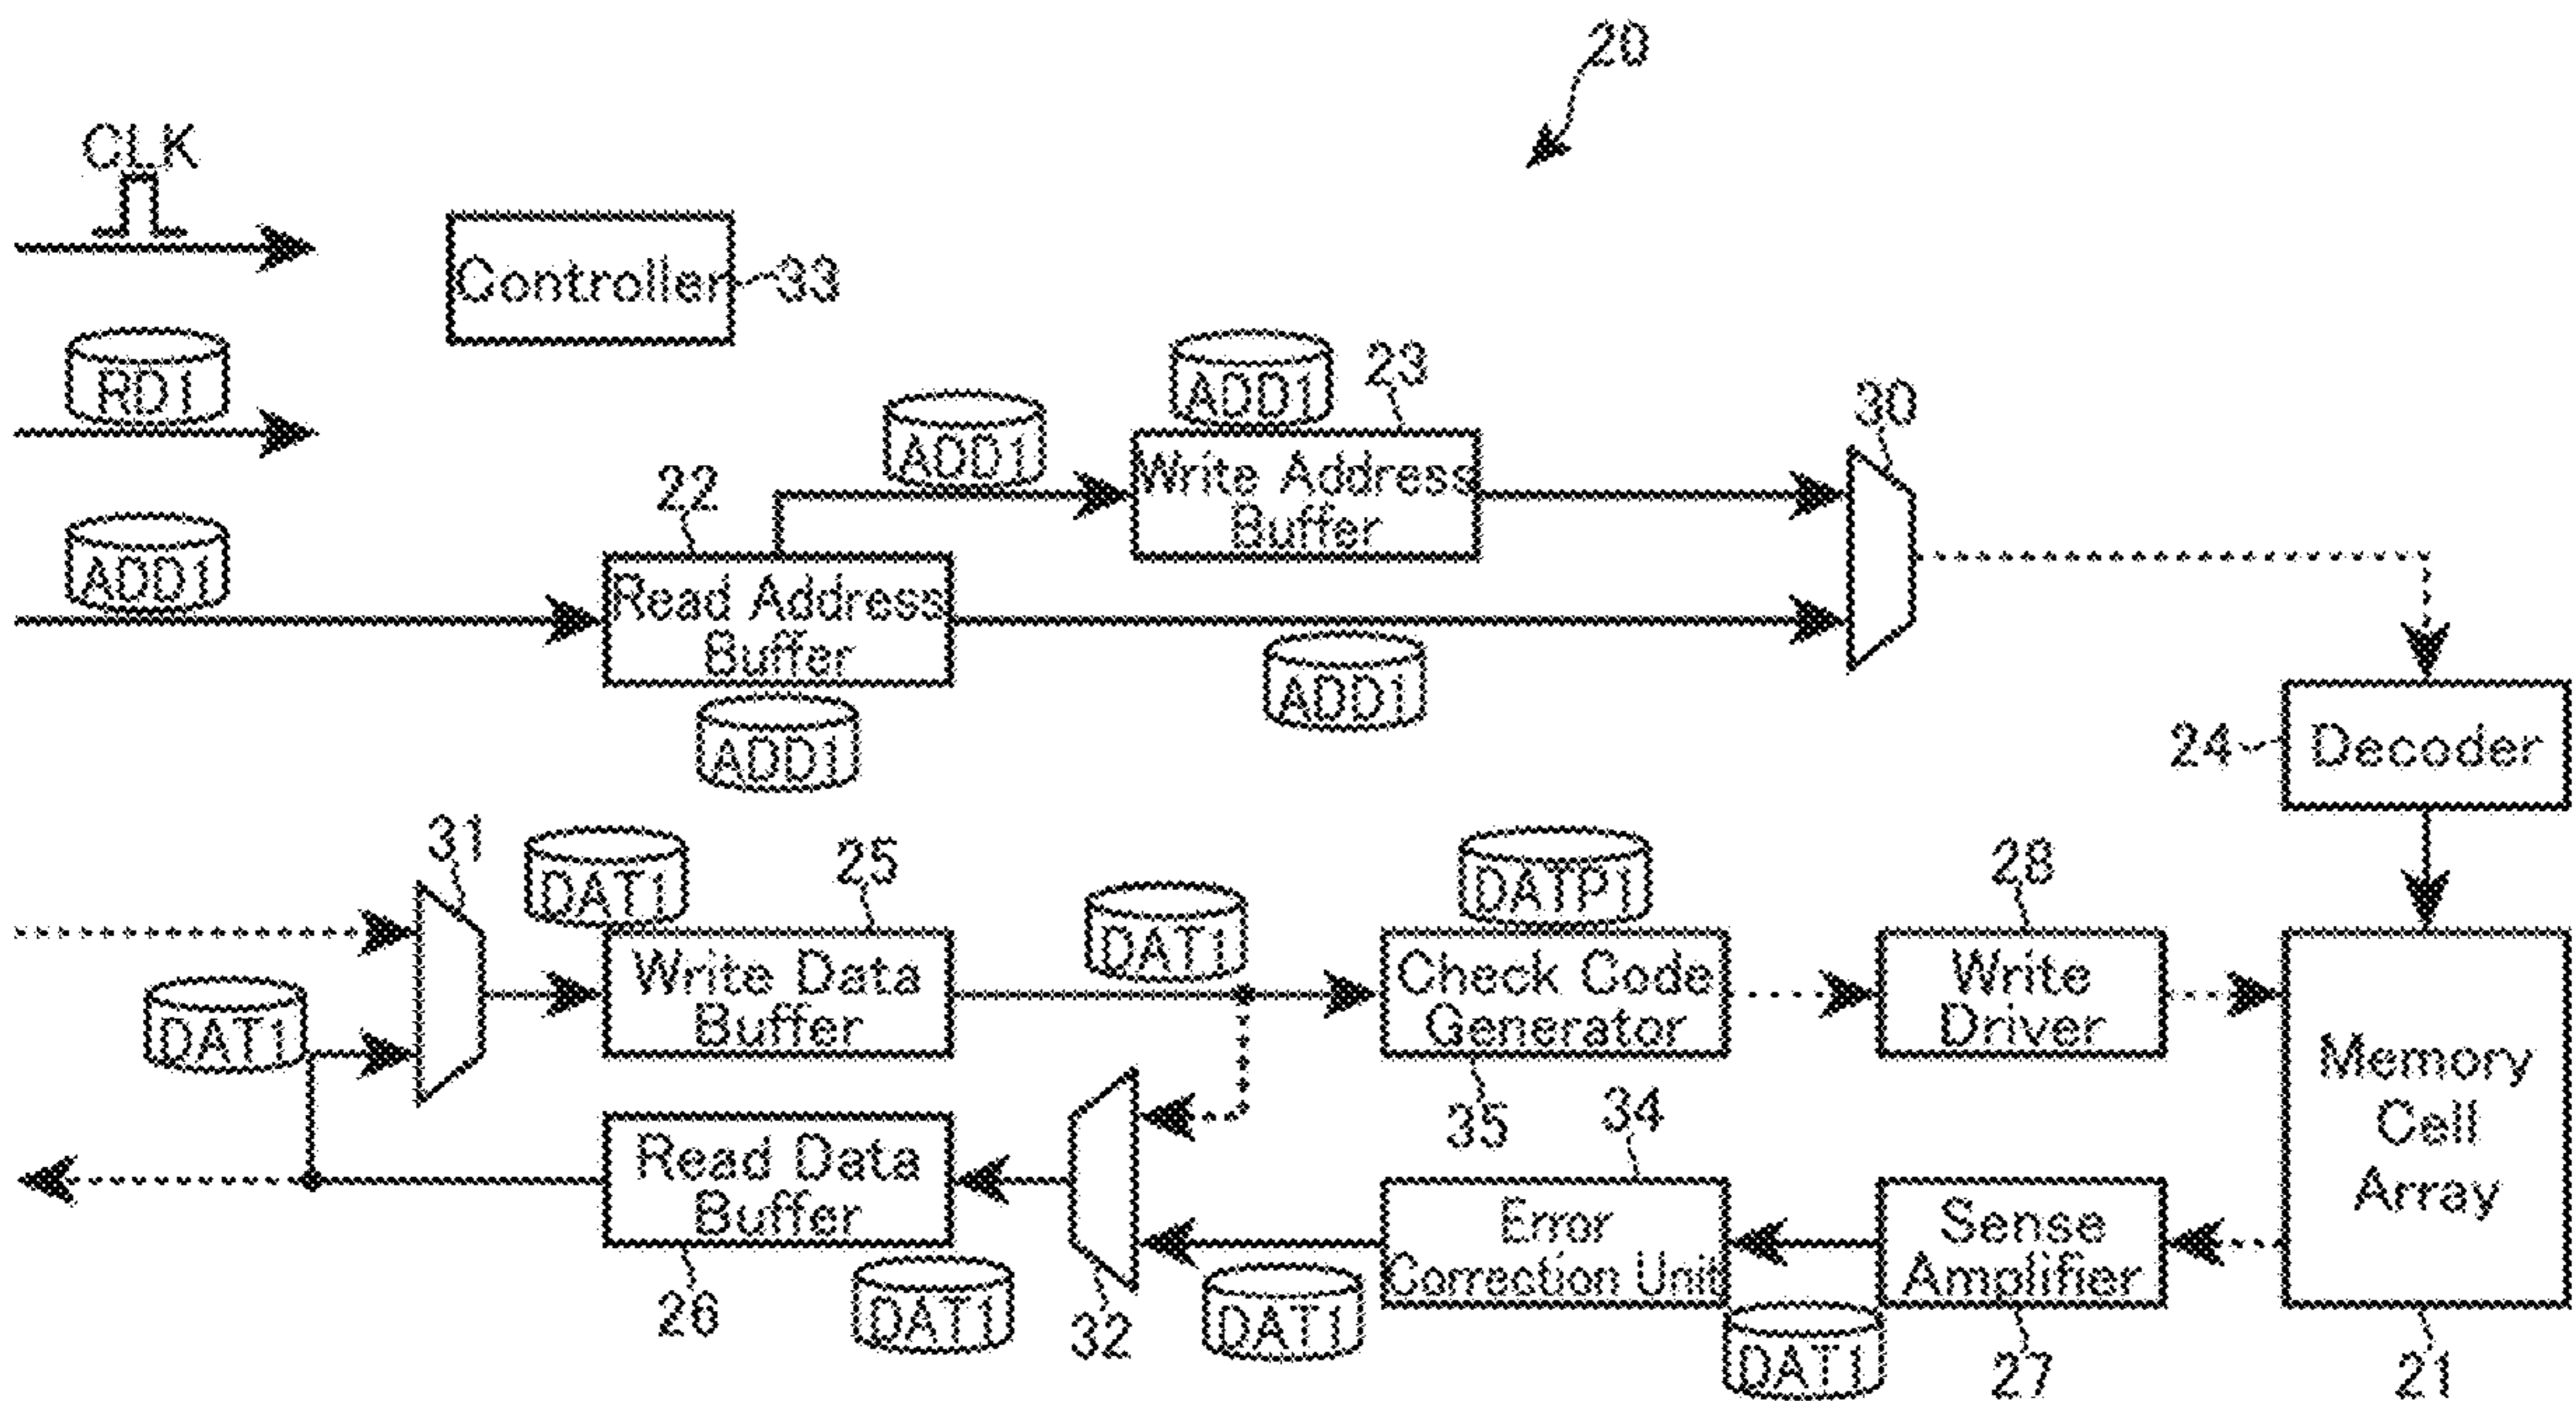 20
CLK
Controller
33
RD1
ADD1
23
ADD1
30
22
Write Address
Buffer
ADD1
Read Address
Buffer
ADD1
ADD1
24
Decoder
31
DAT1
25
DAT1
DATP1
28
Write Data
Buffer
Check Code
Generator
Write
Driver
DAT1
Memory
Cell
Array
35
34
Read Data
Buffer
Error
Correction Unit
Sense
Amplifier
26
DAT1
32
DAT1
DAT1
27
21